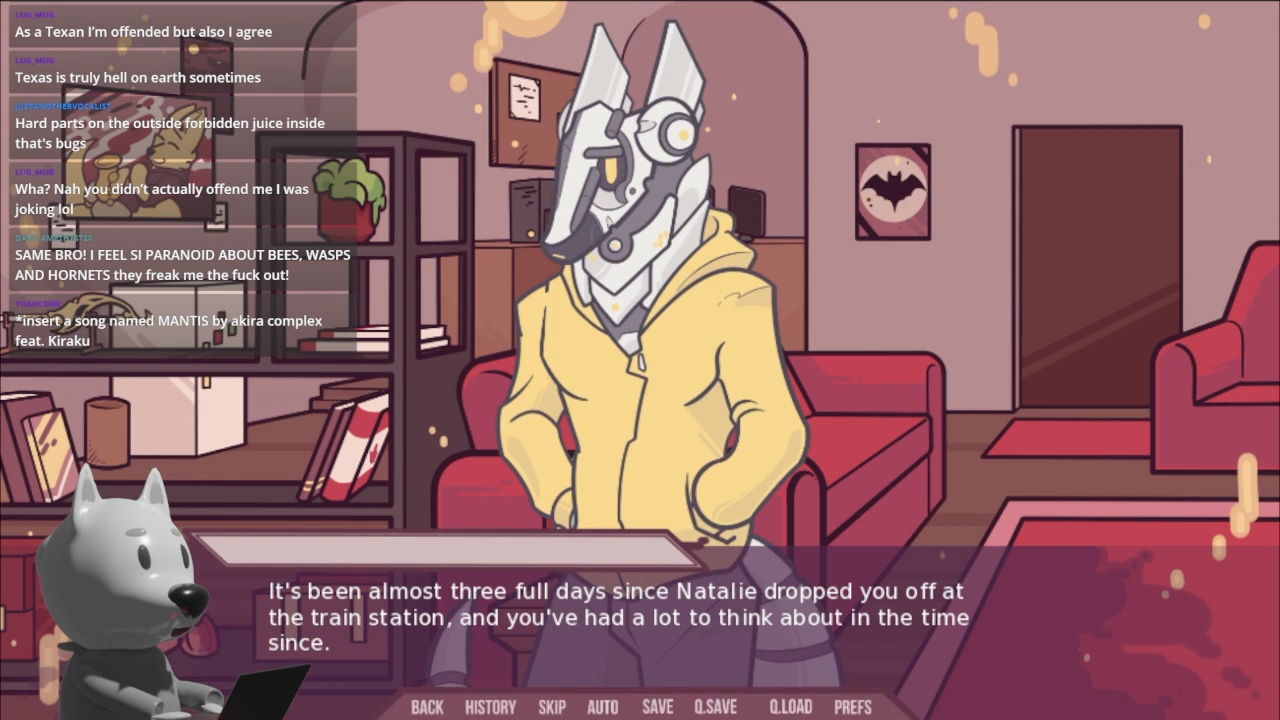 LUG_MUG
As a Texan I’m offended but also I agree
LUG_MUG
Texas is truly hell on earth sometimes
JUSTANOTHERVOCALIST
Hard parts on the outside forbidden juice inside
that's bugs
LUG_MUG
Wha? Nah you didn’t actually offend me I was
joking lol
SAME BRO! I FEEL SI PARANOID ABOUT BEES, WASPS
AND HORNETS they freak me the fuck out!
*insert a song named MANTIS by akira complex
feat. Kiraku
It's been almost three full days since Natalie dropped you off at
the train station, and you've had a lot to think about in the time
since.
BACK HISTORY SKIP AUTO SAVE Q.SAVE Q.LOAD PREFS